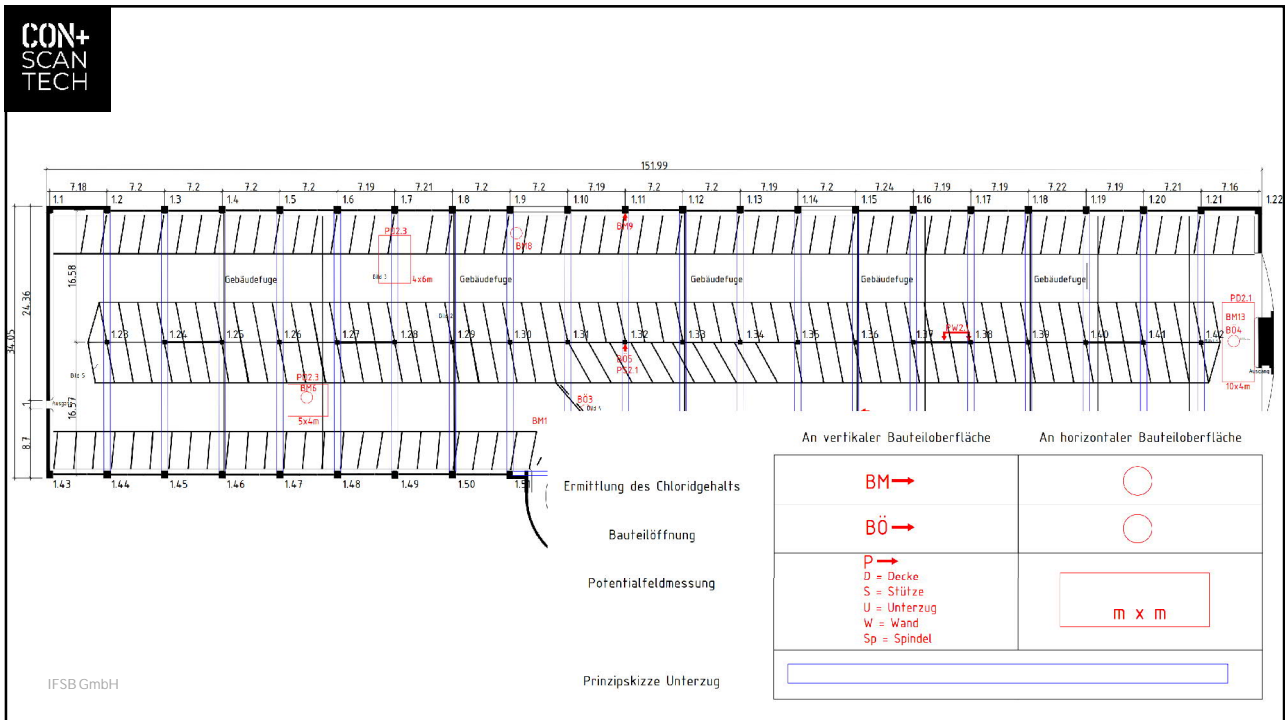 CON+
SCAN
TECH
151.99
7.18 7.2 7.2 7.2 7.2 7.19 7.21 7.2 7.2 7.19 7.2 7.2 7.19 7.2 7.24 7.19 7.19 7.22 7.19 7.21 7.16
1.1 1.2 1.3 1.4 1.5 1.6 1.7 1.8 1.9 1.10 1.11 1.12 1.13 1.14 1.15 1.16 1.17 1.18 1.19 1.20 1.21 1.22
PD2.3
BM8
BM9
16.58
Gebäudefuge
Bild 3
4x6m
Gebäudefuge
Gebäudefuge
Gebäudefuge
Gebäudefuge
24.36
34.05
PD2.1
BM13
BÖ4
1.23 1.24 1.25 1.26 1.27 1.28 1.29 1.30 1.31 1.32 1.33 1.34 1.35 1.36 1.37 1.38 1.39 1.40 1.41 1.42
BÖ5
PS2.1
Bild 5
PD2.3
BM6
5x4m
10x4m
Ausgang
16.57
1
8.7
BÖ3
Bild 4
BM1
1.43 1.44 1.45 1.46 1.47 1.48 1.49 1.50
An vertikaler Bauteiloberfläche
An horizontaler Bauteiloberfläche
Ermittlung des Chloridgehalts
BM
Bauteilöffnung
BÖ
Potentialfeldmessung
P
D = Decke
S = Stütze
U = Unterzug
W = Wand
Sp = Spindel
m x m
Prinzipskizze Unterzug
IFSB GmbH